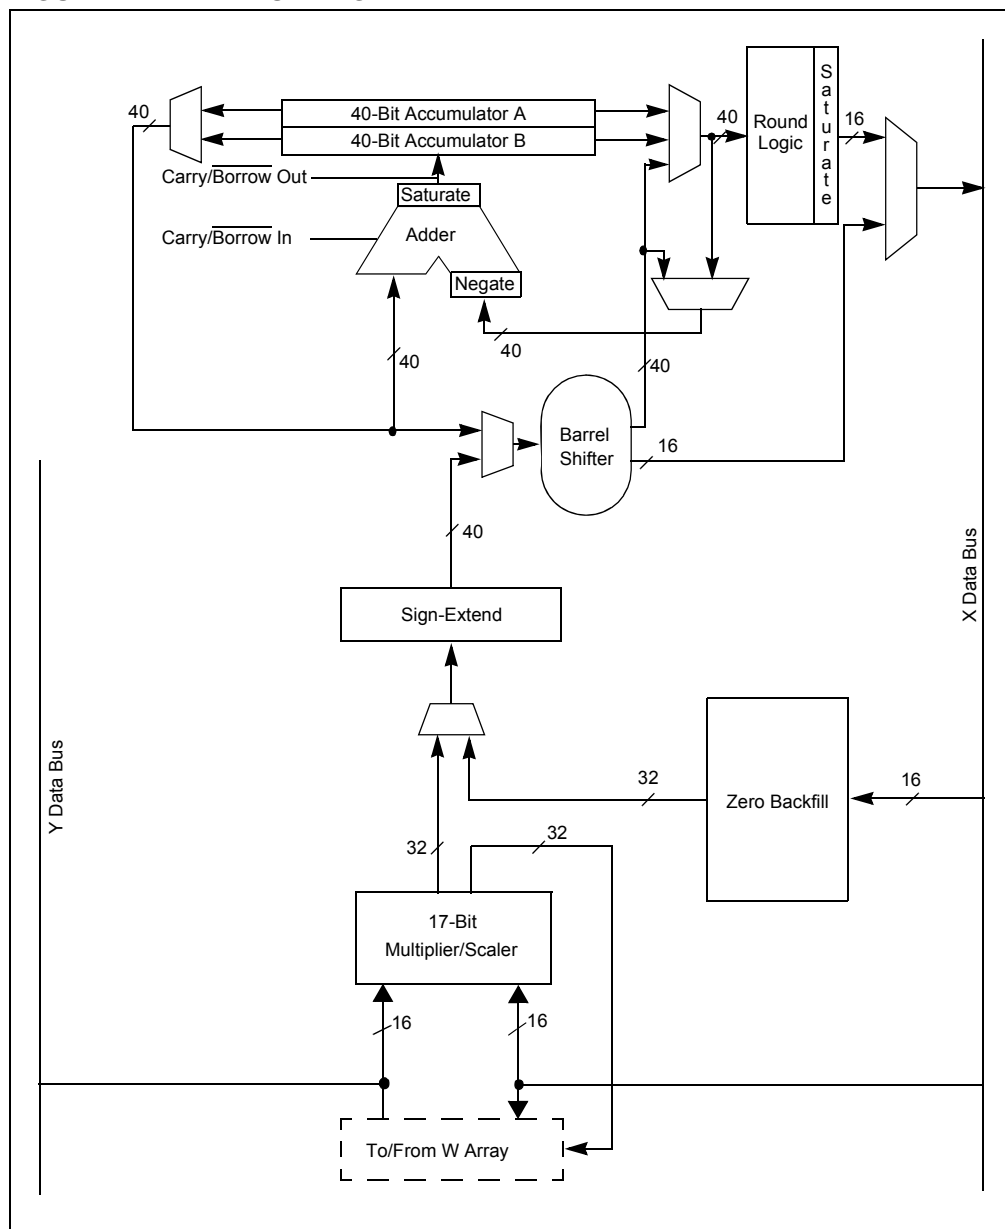 40
40-Bit Accumulator A
40-Bit Accumulator B
40
Round
Logic
Saturate
16
Carry/Borrow Out
Saturate
Carry/Borrow In
Adder
Negate
40
40
40
Barrel
Shifter
16
40
X Data Bus
Sign-Extend
Y Data Bus
32
16
Zero Backfill
32
32
17-Bit
Multiplier/Scaler
16
16
To/From W Array